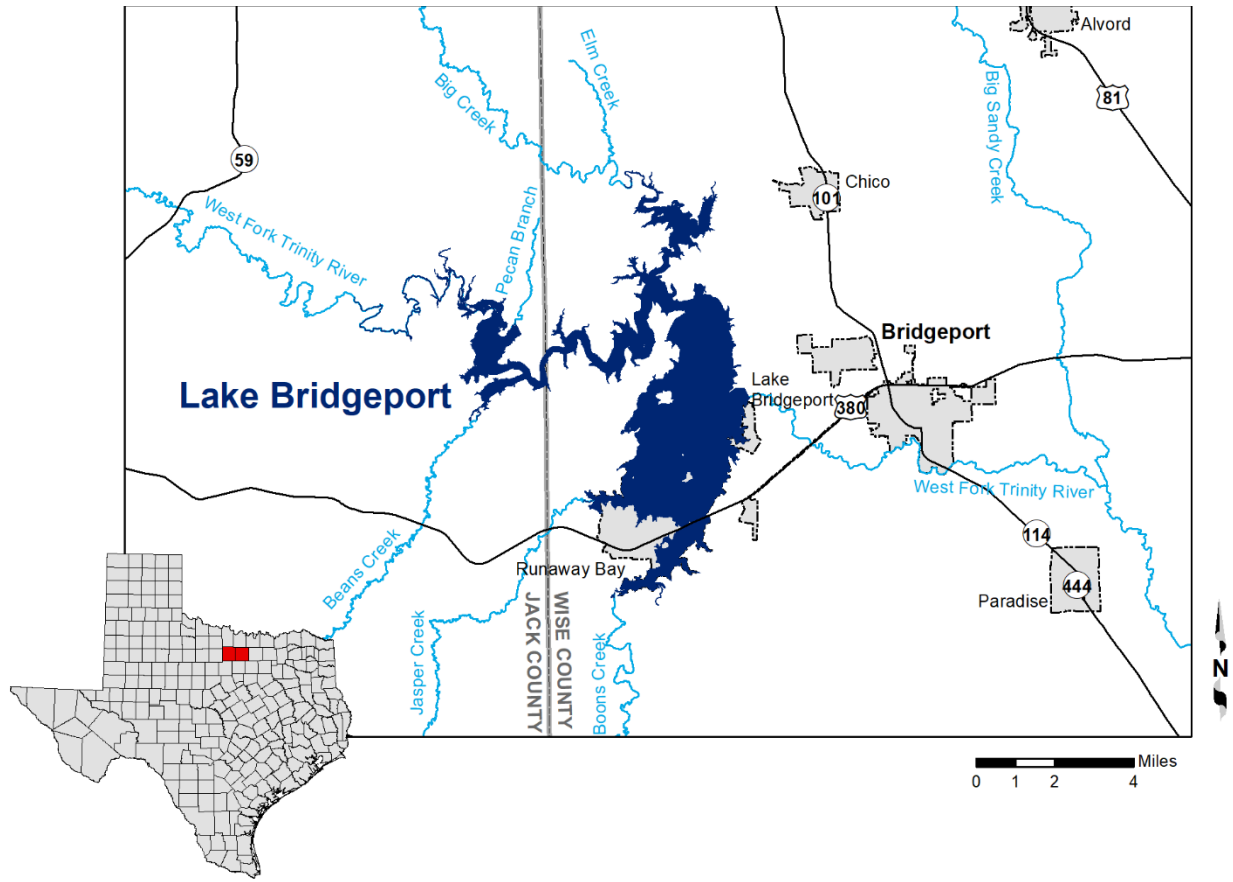 Alvord
Elm Creek
Big Creek
Big Sandy Creek
81
59
Chico
101
West Fork Trinity River
Pecan Branch
Bridgeport
Lake Bridgeport
Lake
Bridgeport
380
West Fork Trinity River
114
Runaway Bay
444
Paradise
Beans Creek
Jasper Creek
JACK COUNTY
WISE COUNTY
Boons Creek
N
Miles
0 1 2 4